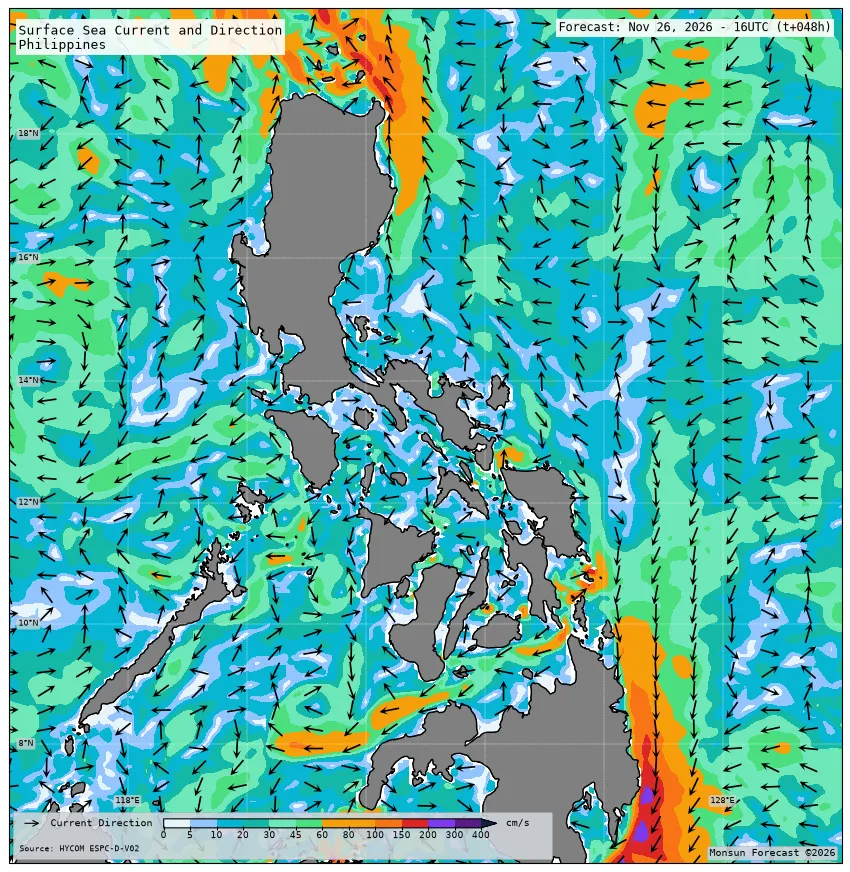 Surface Sea Current and Direction
Philippines
Forecast: Nov 26, 2026 - 16UTC (t+048h)
18°N
16°N
14°N
12°N
10°N
8°N
118°E
128°E
Current Direction
cm/s
0 5 10 20 30 45 60 80 100 150 200 300 400
Source: HYCOM ESPC-D-V02
Monsun Forecast ©2026